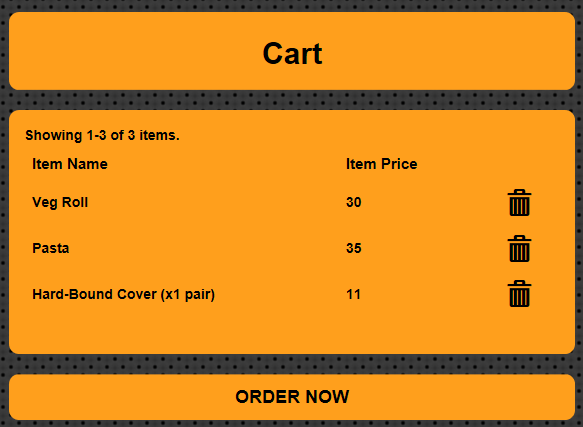 Cart
Showing 1-3 of 3 items.
Item Name Item Price
Veg Roll 30
Pasta 35
Hard-Bound Cover (x1 pair) 11
ORDER NOW